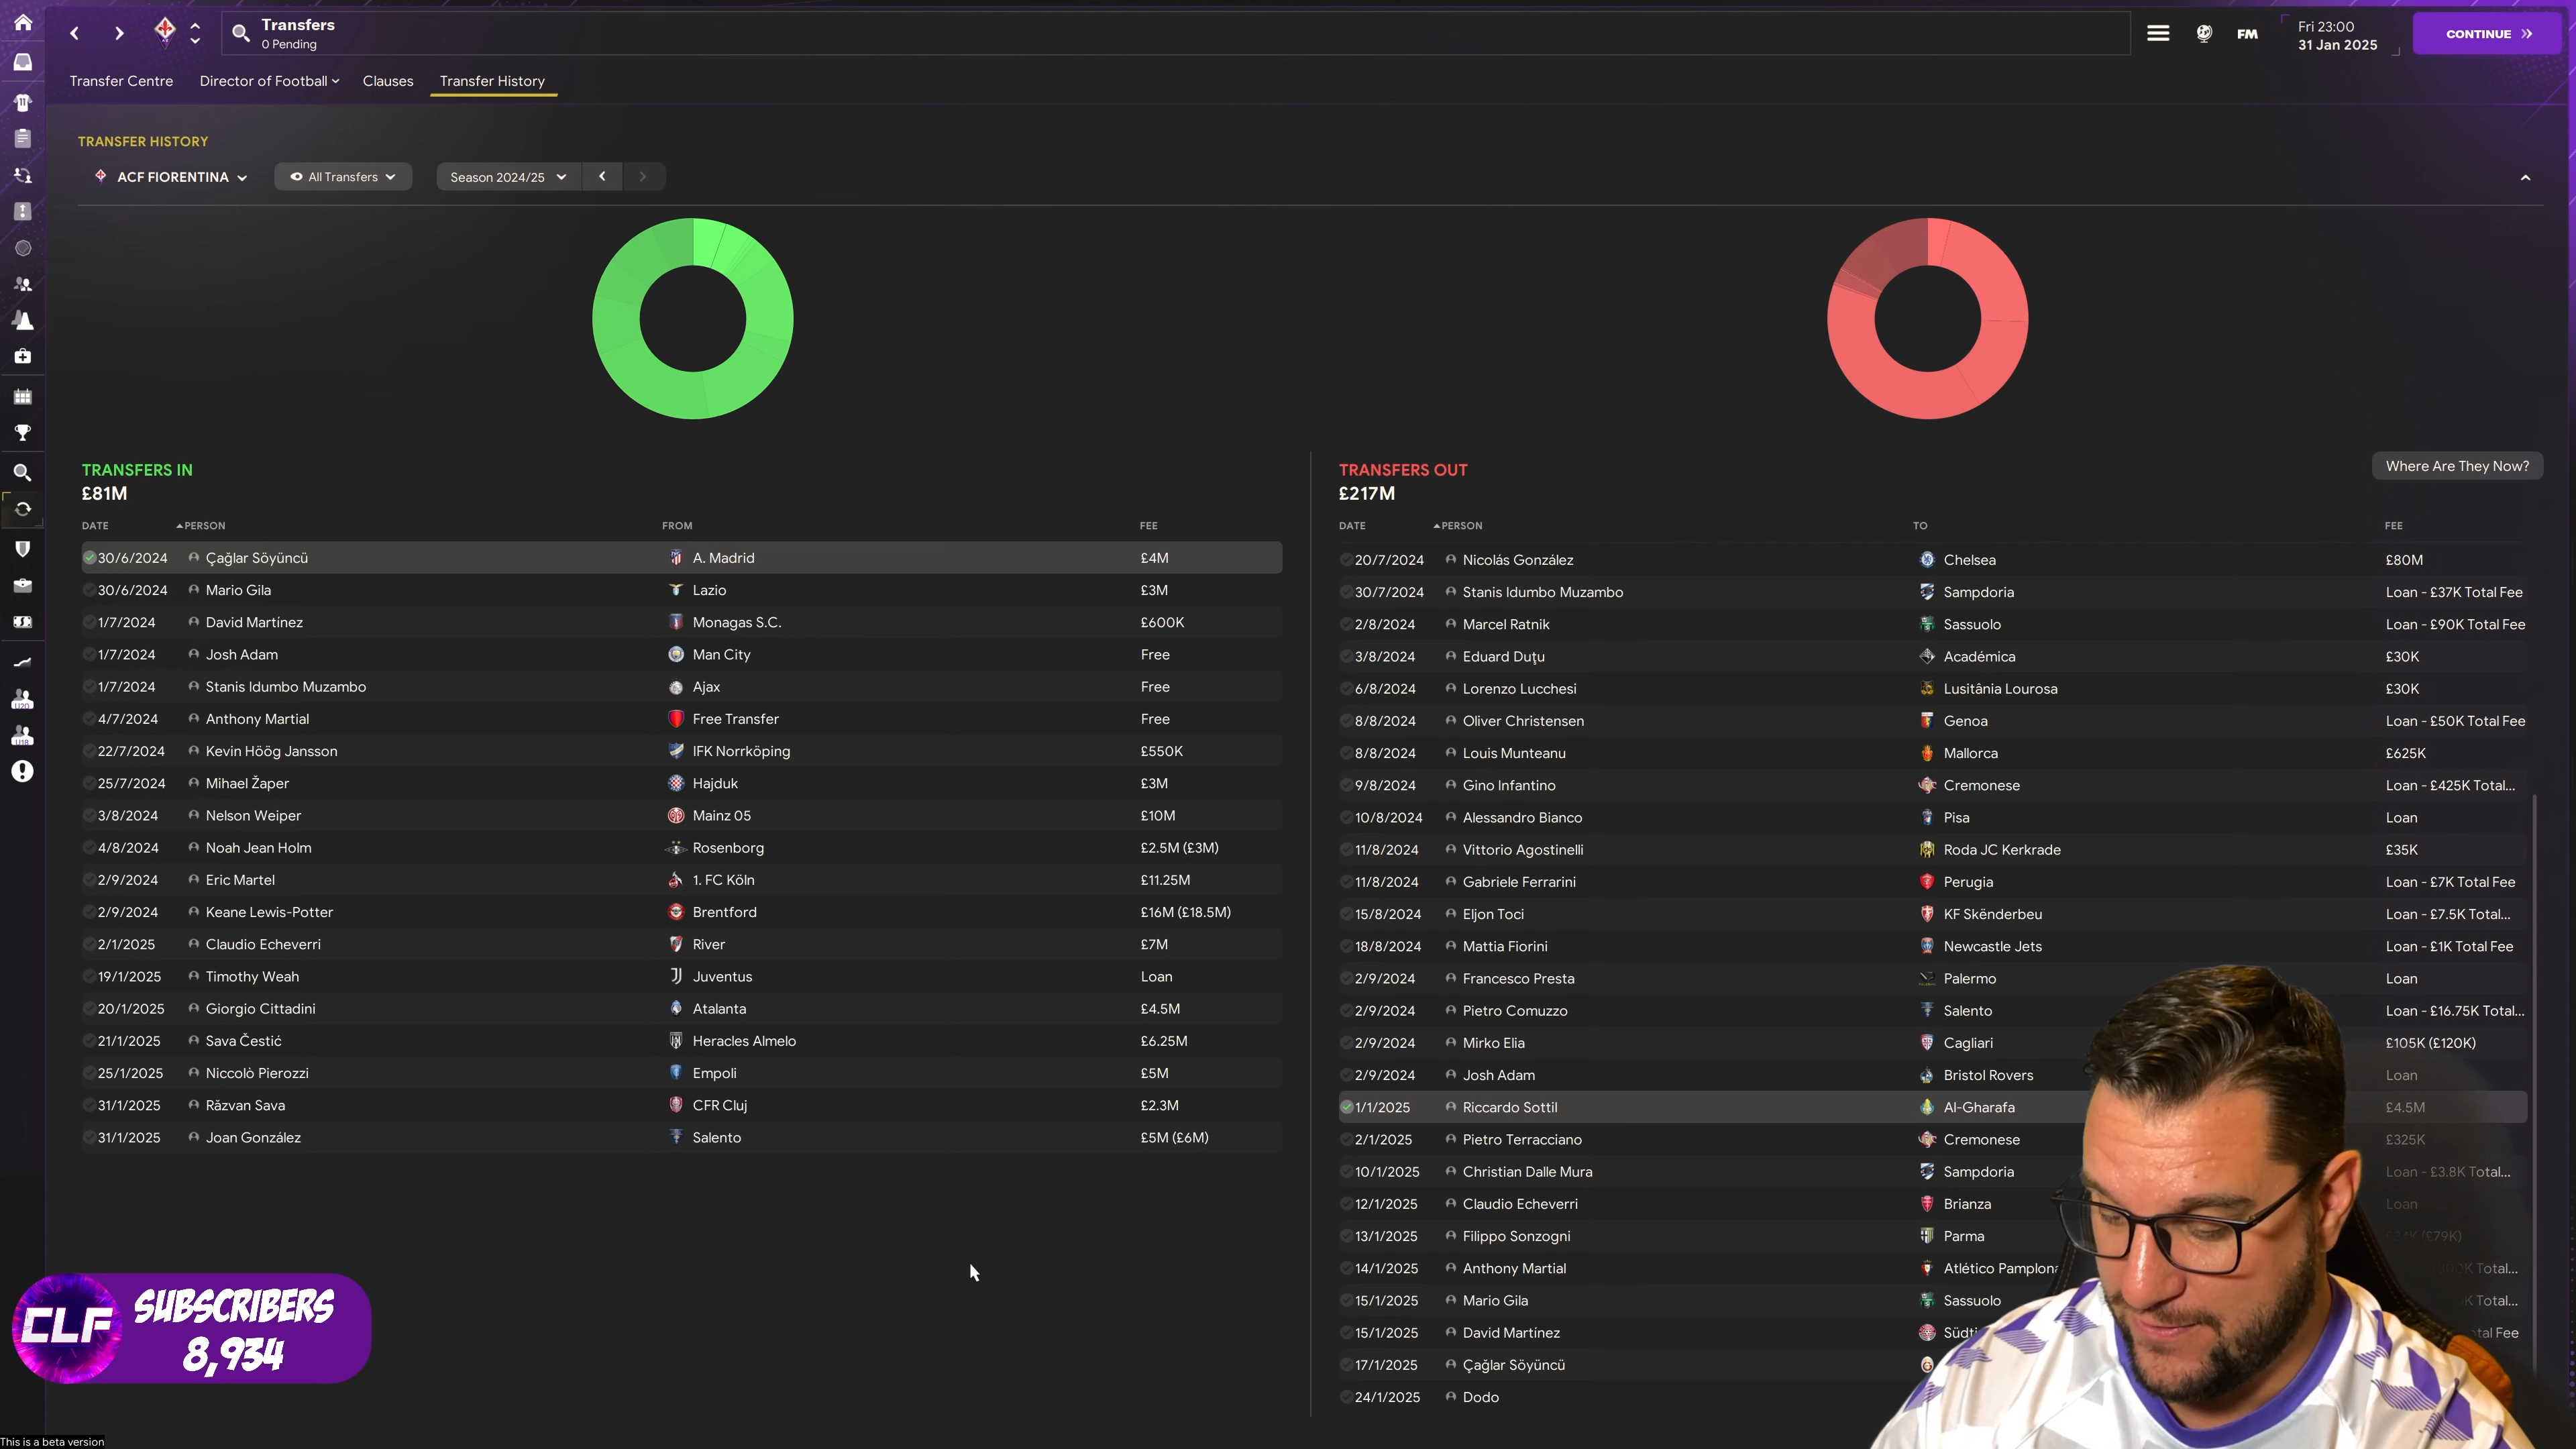 Transfers
0 Pending
FM
Fri 23:00
31 Jan 2025
CONTINUE
Transfer Centre Director of Football Clauses Transfer History
TRANSFER HISTORY
ACF FIORENTINA All Transfers Season 2024/25
TRANSFERS IN
£81M
DATE PERSON FROM FEE
30/6/2024 Çağlar Söyüncü A. Madrid £4M
30/6/2024 Mario Gila Lazio £3M
1/7/2024 David Martínez Monagas S.C. £600K
1/7/2024 Josh Adam Man City Free
1/7/2024 Stanis Idumbo Muzambo Ajax Free
4/7/2024 Anthony Martial Free Transfer Free
22/7/2024 Kevin Höög Jansson IFK Norrköping £550K
25/7/2024 Mihael Žaper Hajduk £3M
3/8/2024 Nelson Weiper Mainz 05 £10M
4/8/2024 Noah Jean Holm Rosenborg £2.5M (£3M)
2/9/2024 Eric Martel 1. FC Köln £11.25M
2/9/2024 Keane Lewis-Potter Brentford £16M (£18.5M)
2/1/2025 Claudio Echeverri River £7M
19/1/2025 Timothy Weah Juventus Loan
20/1/2025 Giorgio Cittadini Atalanta £4.5M
21/1/2025 Sava Čestić Heracles Almelo £6.25M
25/1/2025 Niccolò Pierozzi Empoli £5M
31/1/2025 Răzvan Sava CFR Cluj £2.3M
31/1/2025 Joan González Salento £5M (£6M)
TRANSFERS OUT
£217M
Where Are They Now?
DATE PERSON TO FEE
20/7/2024 Nicolás González Chelsea £80M
30/7/2024 Stanis Idumbo Muzambo Sampdoria Loan - £37K Total Fee
2/8/2024 Marcel Ratnik Sassuolo Loan - £90K Total Fee
3/8/2024 Eduard Duțu Académica £30K
6/8/2024 Lorenzo Lucchesi Lusitânia Lourosa £30K
8/8/2024 Oliver Christensen Genoa Loan - £50K Total Fee
8/8/2024 Louis Munteanu Mallorca £625K
9/8/2024 Gino Infantino Cremonese Loan - £425K Total...
10/8/2024 Alessandro Bianco Pisa Loan
11/8/2024 Vittorio Agostinelli Roda JC Kerkrade £35K
11/8/2024 Gabriele Ferrarini Perugia Loan - £7K Total Fee
15/8/2024 Eljon Toci KF Skënderbeu Loan - £7.5K Total...
18/8/2024 Mattia Fiorini Newcastle Jets Loan - £1K Total Fee
2/9/2024 Francesco Presta Palermo Loan
2/9/2024 Pietro Comuzzo Salento Loan - £16.75K Total...
2/9/2024 Mirko Elia Cagliari £105K (£120K)
2/9/2024 Josh Adam Bristol Rovers Loan
1/1/2025 Riccardo Sottil Al-Gharafa £4.5M
2/1/2025 Pietro Terracciano Cremonese £325K
10/1/2025 Christian Dalle Mura Sampdoria Loan - £3.8K Total...
12/1/2025 Claudio Echeverri Brianza Loan
13/1/2025 Filippo Sonzogni Parma (£79K)
14/1/2025 Anthony Martial Atlético Pamplona Total...
15/1/2025 Mario Gila Sassuolo Total...
15/1/2025 David Martínez Fee
17/1/2025 Çağlar Söyüncü
24/1/2025 Dodo
CLF
SUBSCRIBERS
8,934
This is a beta version
U20
U18